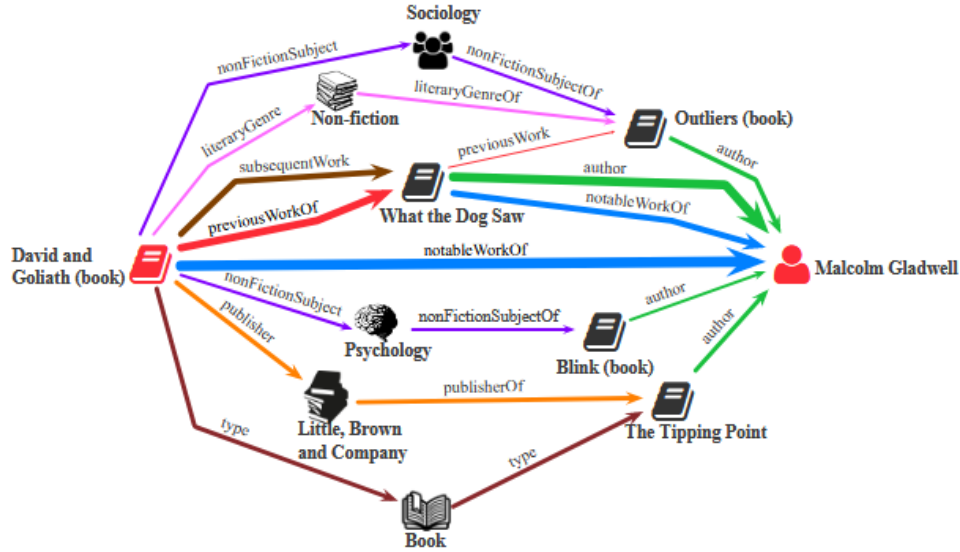 Sociology
nonFictionSubject
nonFictionSubjectOf
literaryGenreOf
Non-fiction
literaryGenre
Outliers (book)
previousWork
author
subsequentWork
author
notableWorkOf
What the Dog Saw
previousWorkOf
David and
Goliath (book)
notableWorkOf
Malcolm Gladwell
nonFictionSubject
author
publisher
nonFictionSubjectOf
author
Psychology
Blink (book)
publisherOf
Little, Brown
and Company
The Tipping Point
type
type
Book